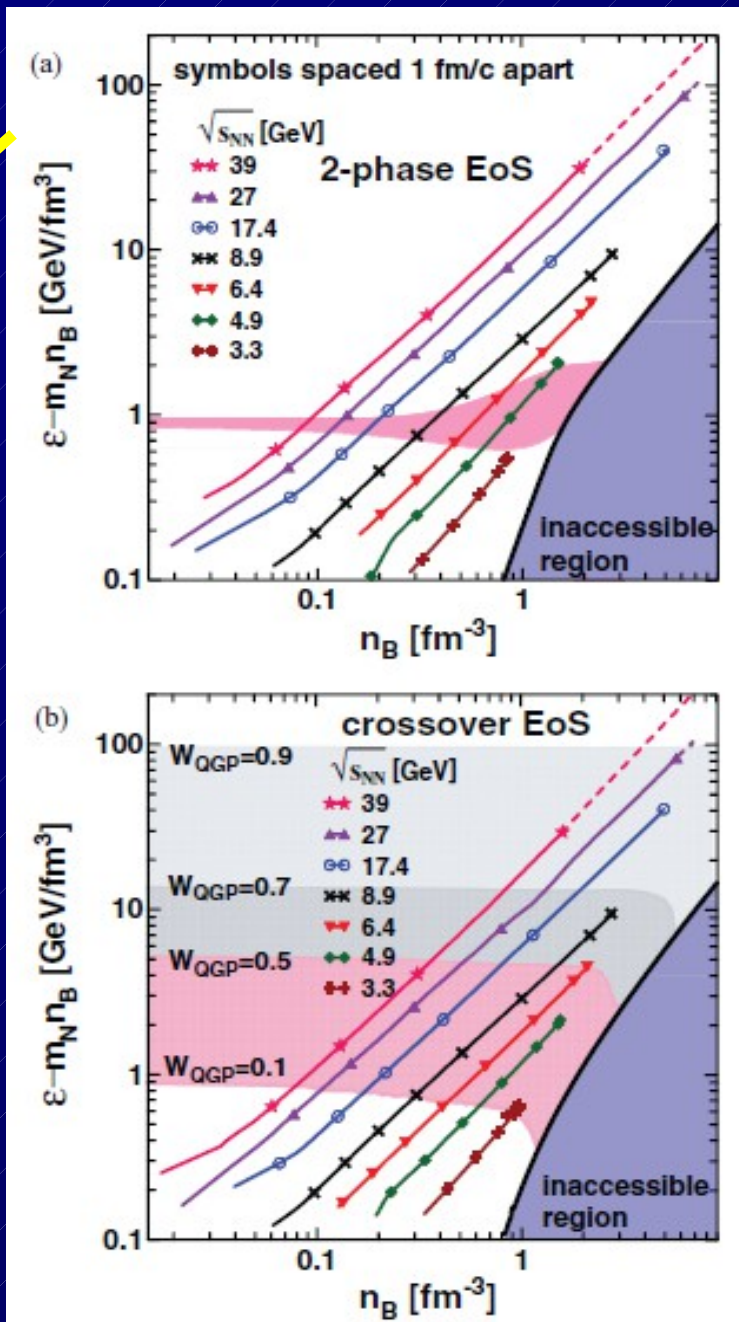 (a)
symbols spaced 1 fm/c apart
√sNN [GeV]
39
2-phase EoS
27
17.4
8.9
6.4
4.9
3.3
100
10
1
0.1
ε-mNnB [GeV/fm³]
inaccessible
region
0.1
1
nB [fm⁻³]
(b)
crossover EoS
WQGP=0.9
√sNN [GeV]
39
27
17.4
WQGP=0.7
8.9
6.4
WQGP=0.5
4.9
3.3
WQGP=0.1
100
10
1
0.1
ε-mNnB [GeV/fm³]
inaccessible
region
0.1
1
nB [fm⁻³]